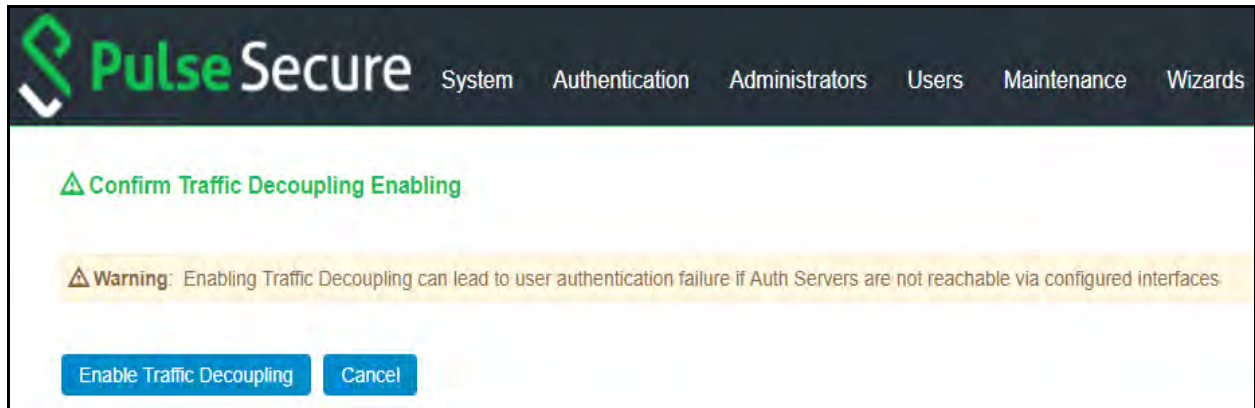 Pulse Secure System Authentication Administrators Users Maintenance Wizards
Confirm Traffic Decoupling Enabling
Warning: Enabling Traffic Decoupling can lead to user authentication failure if Auth Servers are not reachable via configured interfaces
Enable Traffic Decoupling Cancel